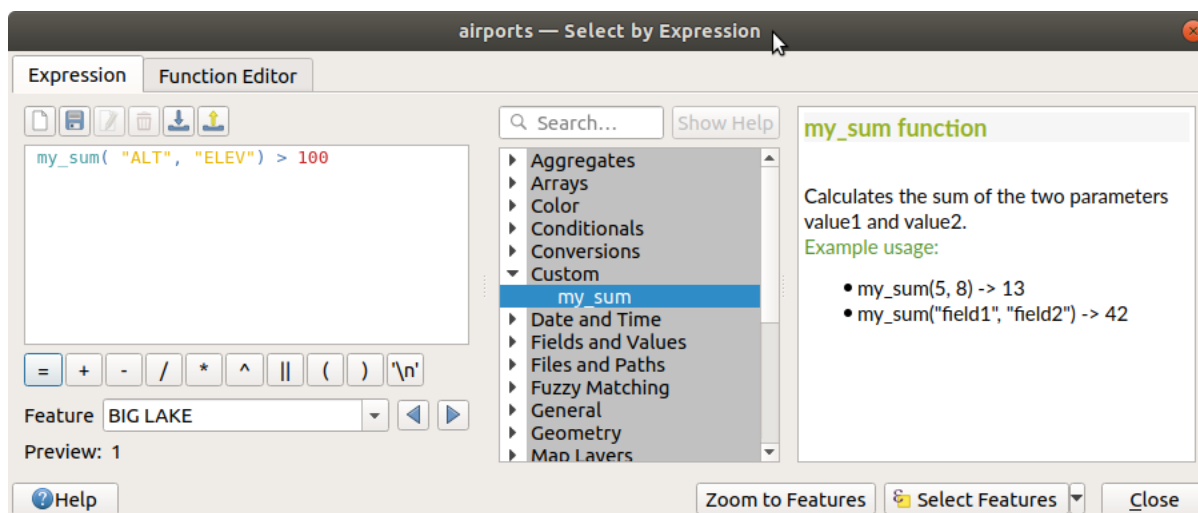 airports — Select by Expression
Expression
Function Editor
my_sum( "ALT", "ELEV") > 100
= + - / * ^ || ( ) '\n'
Feature BIG LAKE
Preview: 1
Search...
Show Help
Aggregates
Arrays
Color
Conditionals
Conversions
Custom
my_sum
Date and Time
Fields and Values
Files and Paths
Fuzzy Matching
General
Geometry
Map Layers
my_sum function
Calculates the sum of the two parameters
value1 and value2.
Example usage:
• my_sum(5, 8) -> 13
• my_sum("field1", "field2") -> 42
Help
Zoom to Features
Select Features
Close